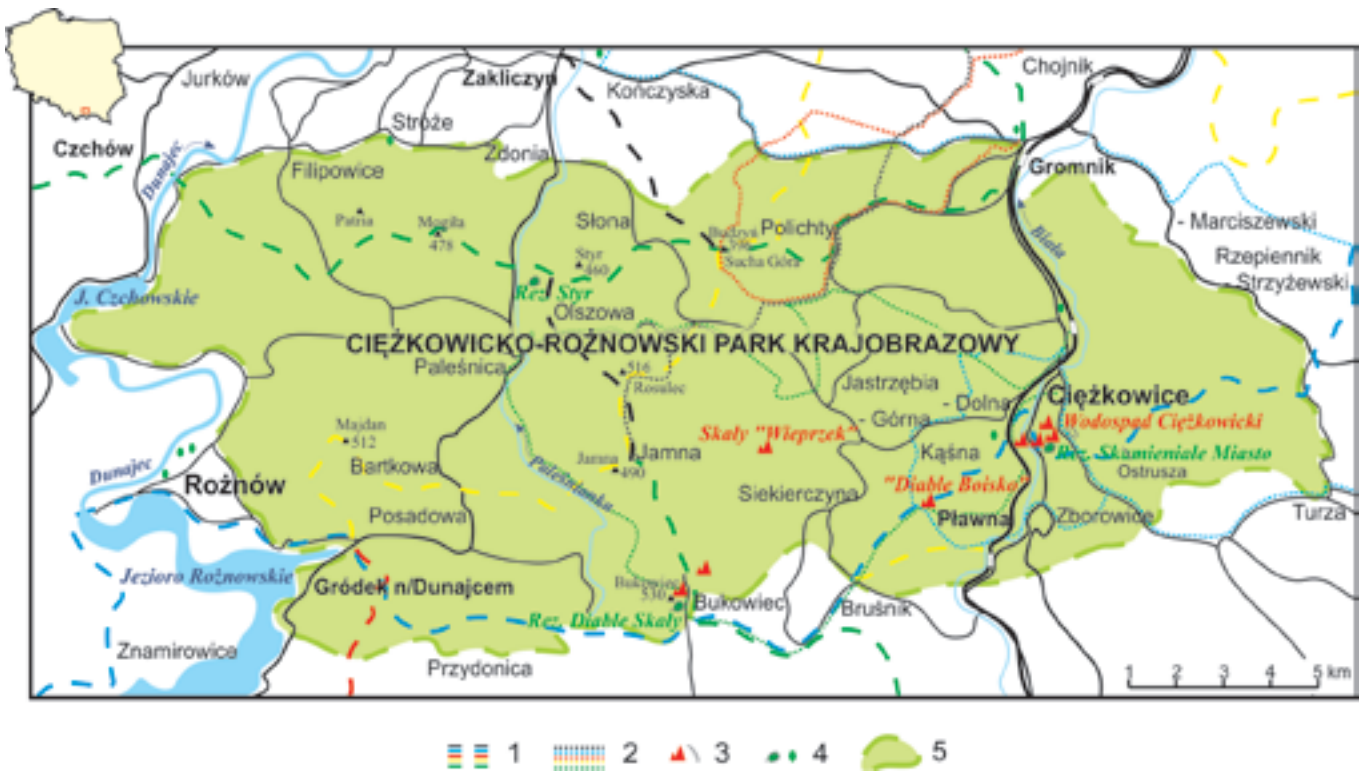 Jurków
Zakliczyn
Kończyska
Chojnik
Stróże
Czchów
Dunajec
Zdonia
Filipowice
Gromnik
Patria
Mogiła
478
Słona
Budzyń
596
Sucha Góra
Polichty
- Marciszewski
Rzepiennik
- Strzyżewski
Biała
Styr
460
Rez. Styr
J. Czchowskie
Olszowa
CIĘŻKOWICKO-ROŻNOWSKI PARK KRAJOBRAZOWY
Paleśnica
516
Rosulec
Jastrzębia
- Dolna
- Górna
Ciężkowice
Wodospad Ciężkowicki
Skały "Wieprzek"
Majdan
512
Jamna
Jamna
490
Kąśna
Rez. Skamieniałe Miasto
Ostrusza
Dunajec
Bartkowa
Paleśnianka
Siekierczyna
"Diable Boisko"
Rożnów
Posadowa
Pławna
Zborowice
Turza
Jezioro Rożnowskie
Gródek n/Dunajcem
Bukowiec
530
Bukowiec
Bruśnik
Rez. Diable Skały
Znamirowice
Przydonica
1 2 3 4 5 km
1 2 3 4 5